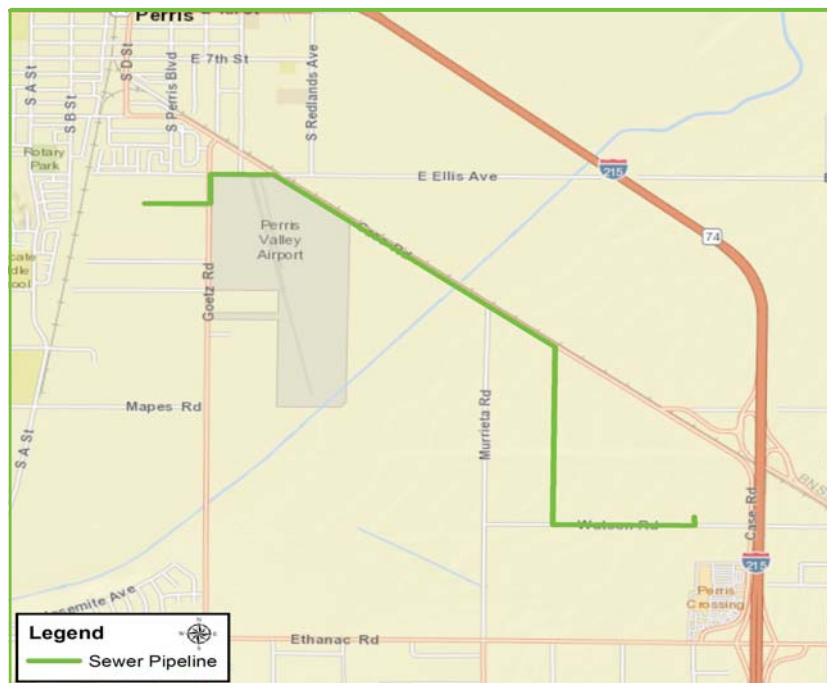 Perris
E 7th St
S A St
S B St
S D St
S Perris Blvd
S Redlands Ave
Rotary
Park
E Ellis Ave
215
74
Perris
Valley
Airport
Case Rd
Goetz Rd
Mapes Rd
Murrieta Rd
S A St
Watson Rd
Case Rd
BNS
215
Perris
Crossing
Ethanac Rd
Legend
N
W E
S
Sewer Pipeline